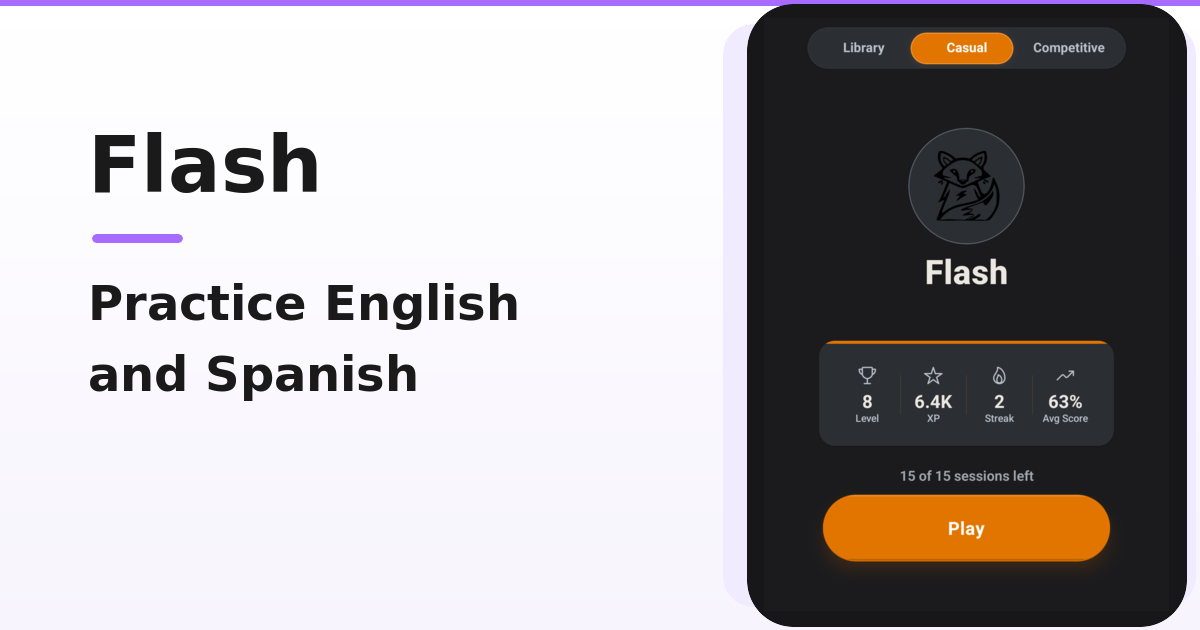 Flash
Practice English
and Spanish
Library Casual Competitive
Flash
8 6.4K 2 63%
Level XP Streak Avg Score
15 of 15 sessions left
Play